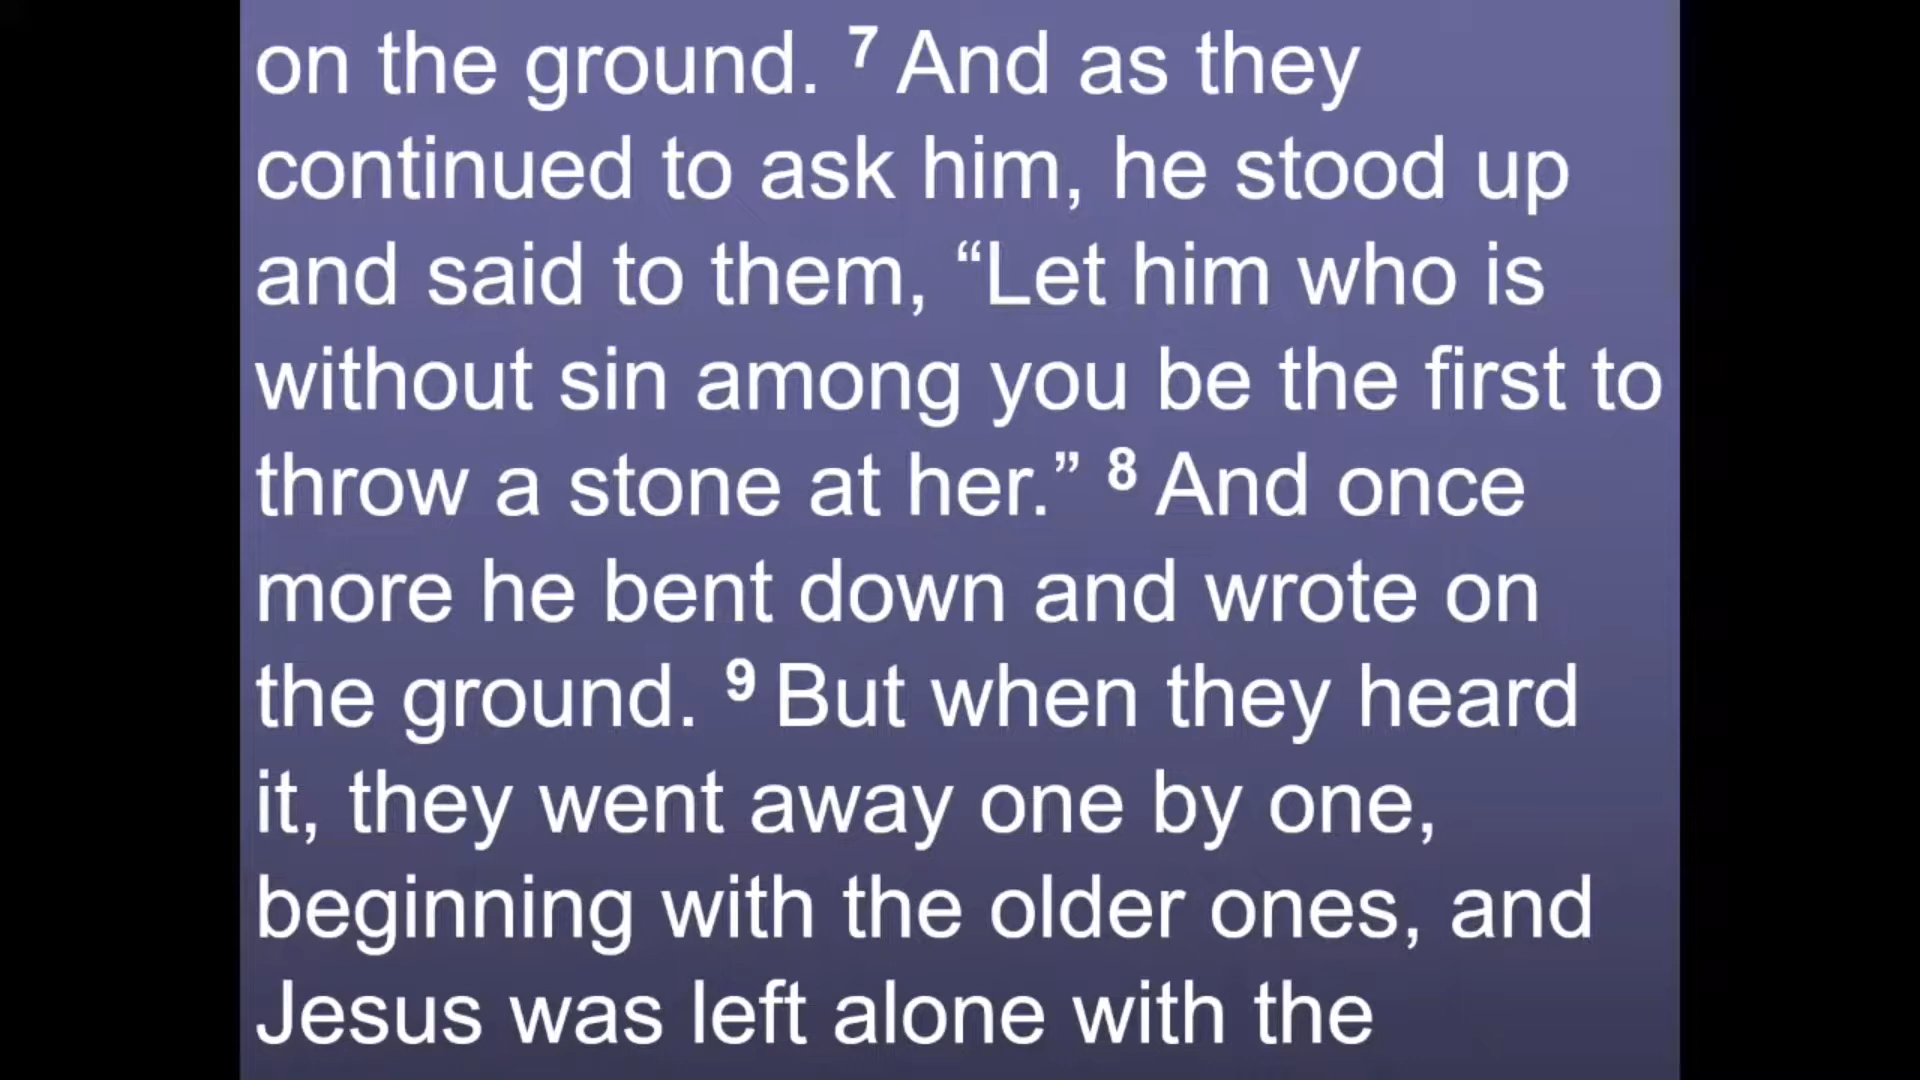 on the ground. 7 And as they
continued to ask him, he stood up
and said to them, “Let him who is
without sin among you be the first to
throw a stone at her.” 8 And once
more he bent down and wrote on
the ground. 9 But when they heard
it, they went away one by one,
beginning with the older ones, and
Jesus was left alone with the